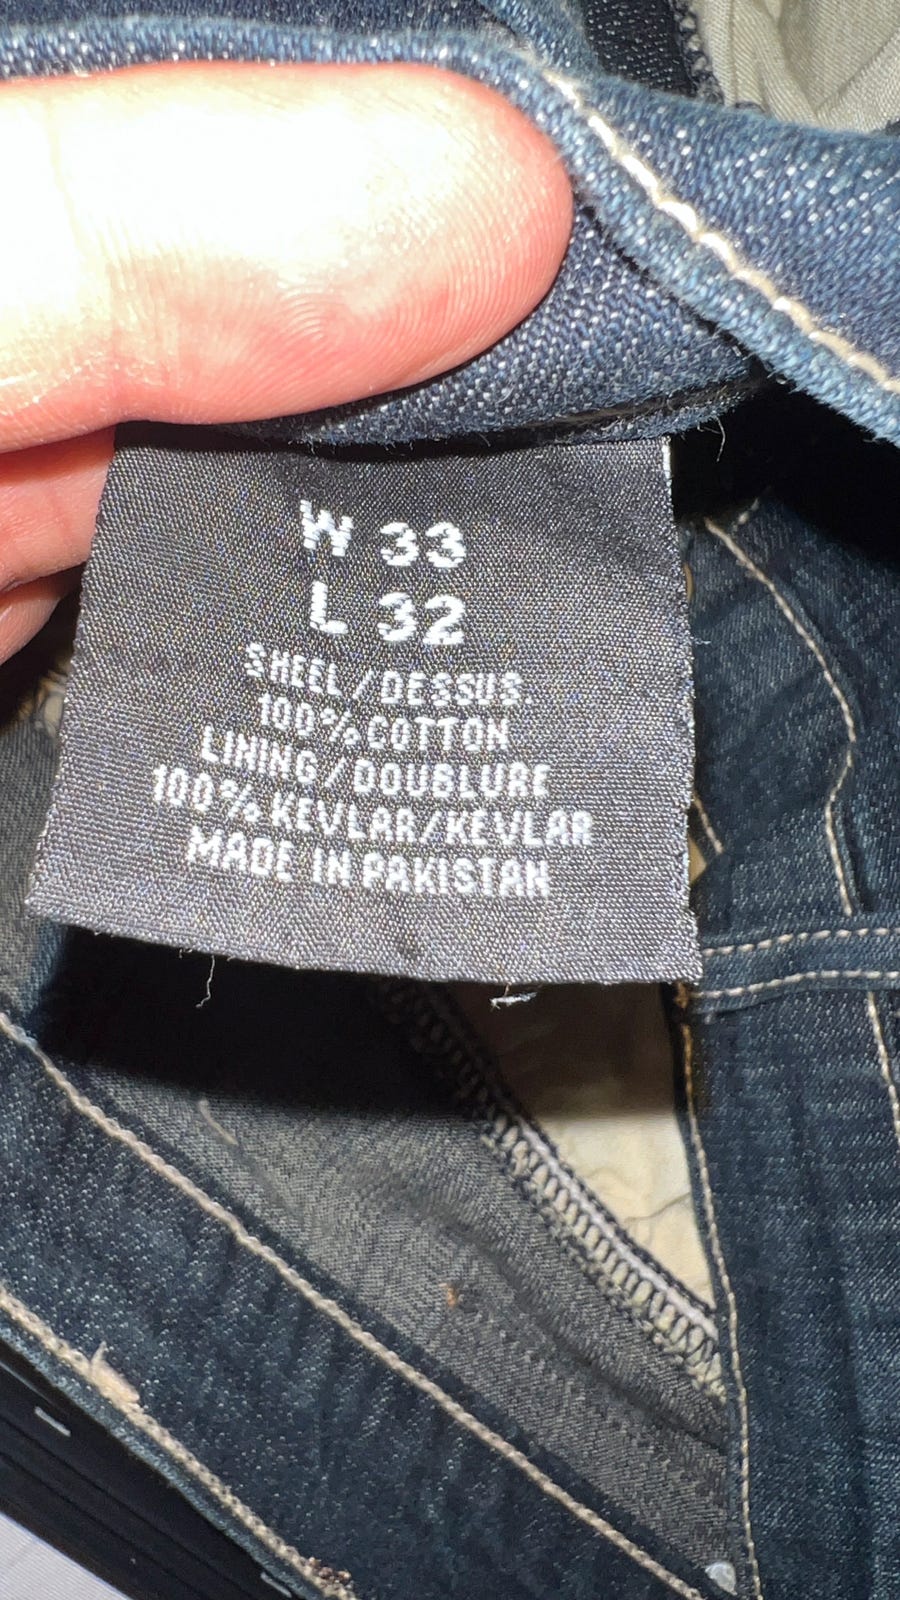 W 33
L 32
SHEEL/DESSUS
100%COTTON
LINING/DOUBLURE
100%KEVLAR/KEVLAR
MADE IN PAKISTAN